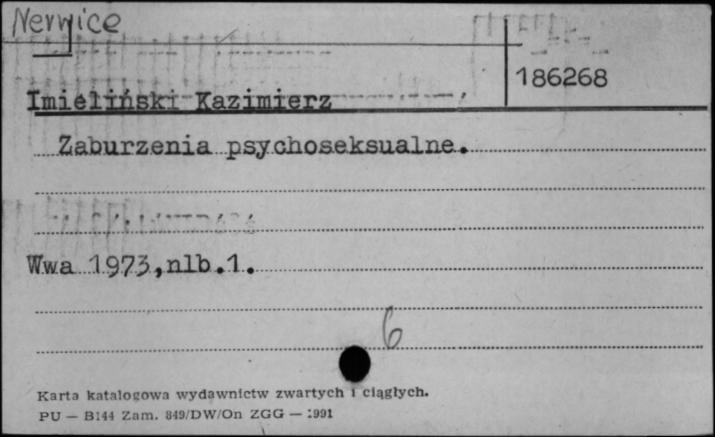 Nerwice
186268
Imieliński Kazimierz
Zaburzenia psychoseksualne.
Wwa 1973,nlb.1.
6
Karta katalogowa wydawnictw zwartych i ciągłych.
PU — B144 Zam. 849/DW/On ZGG — 1991